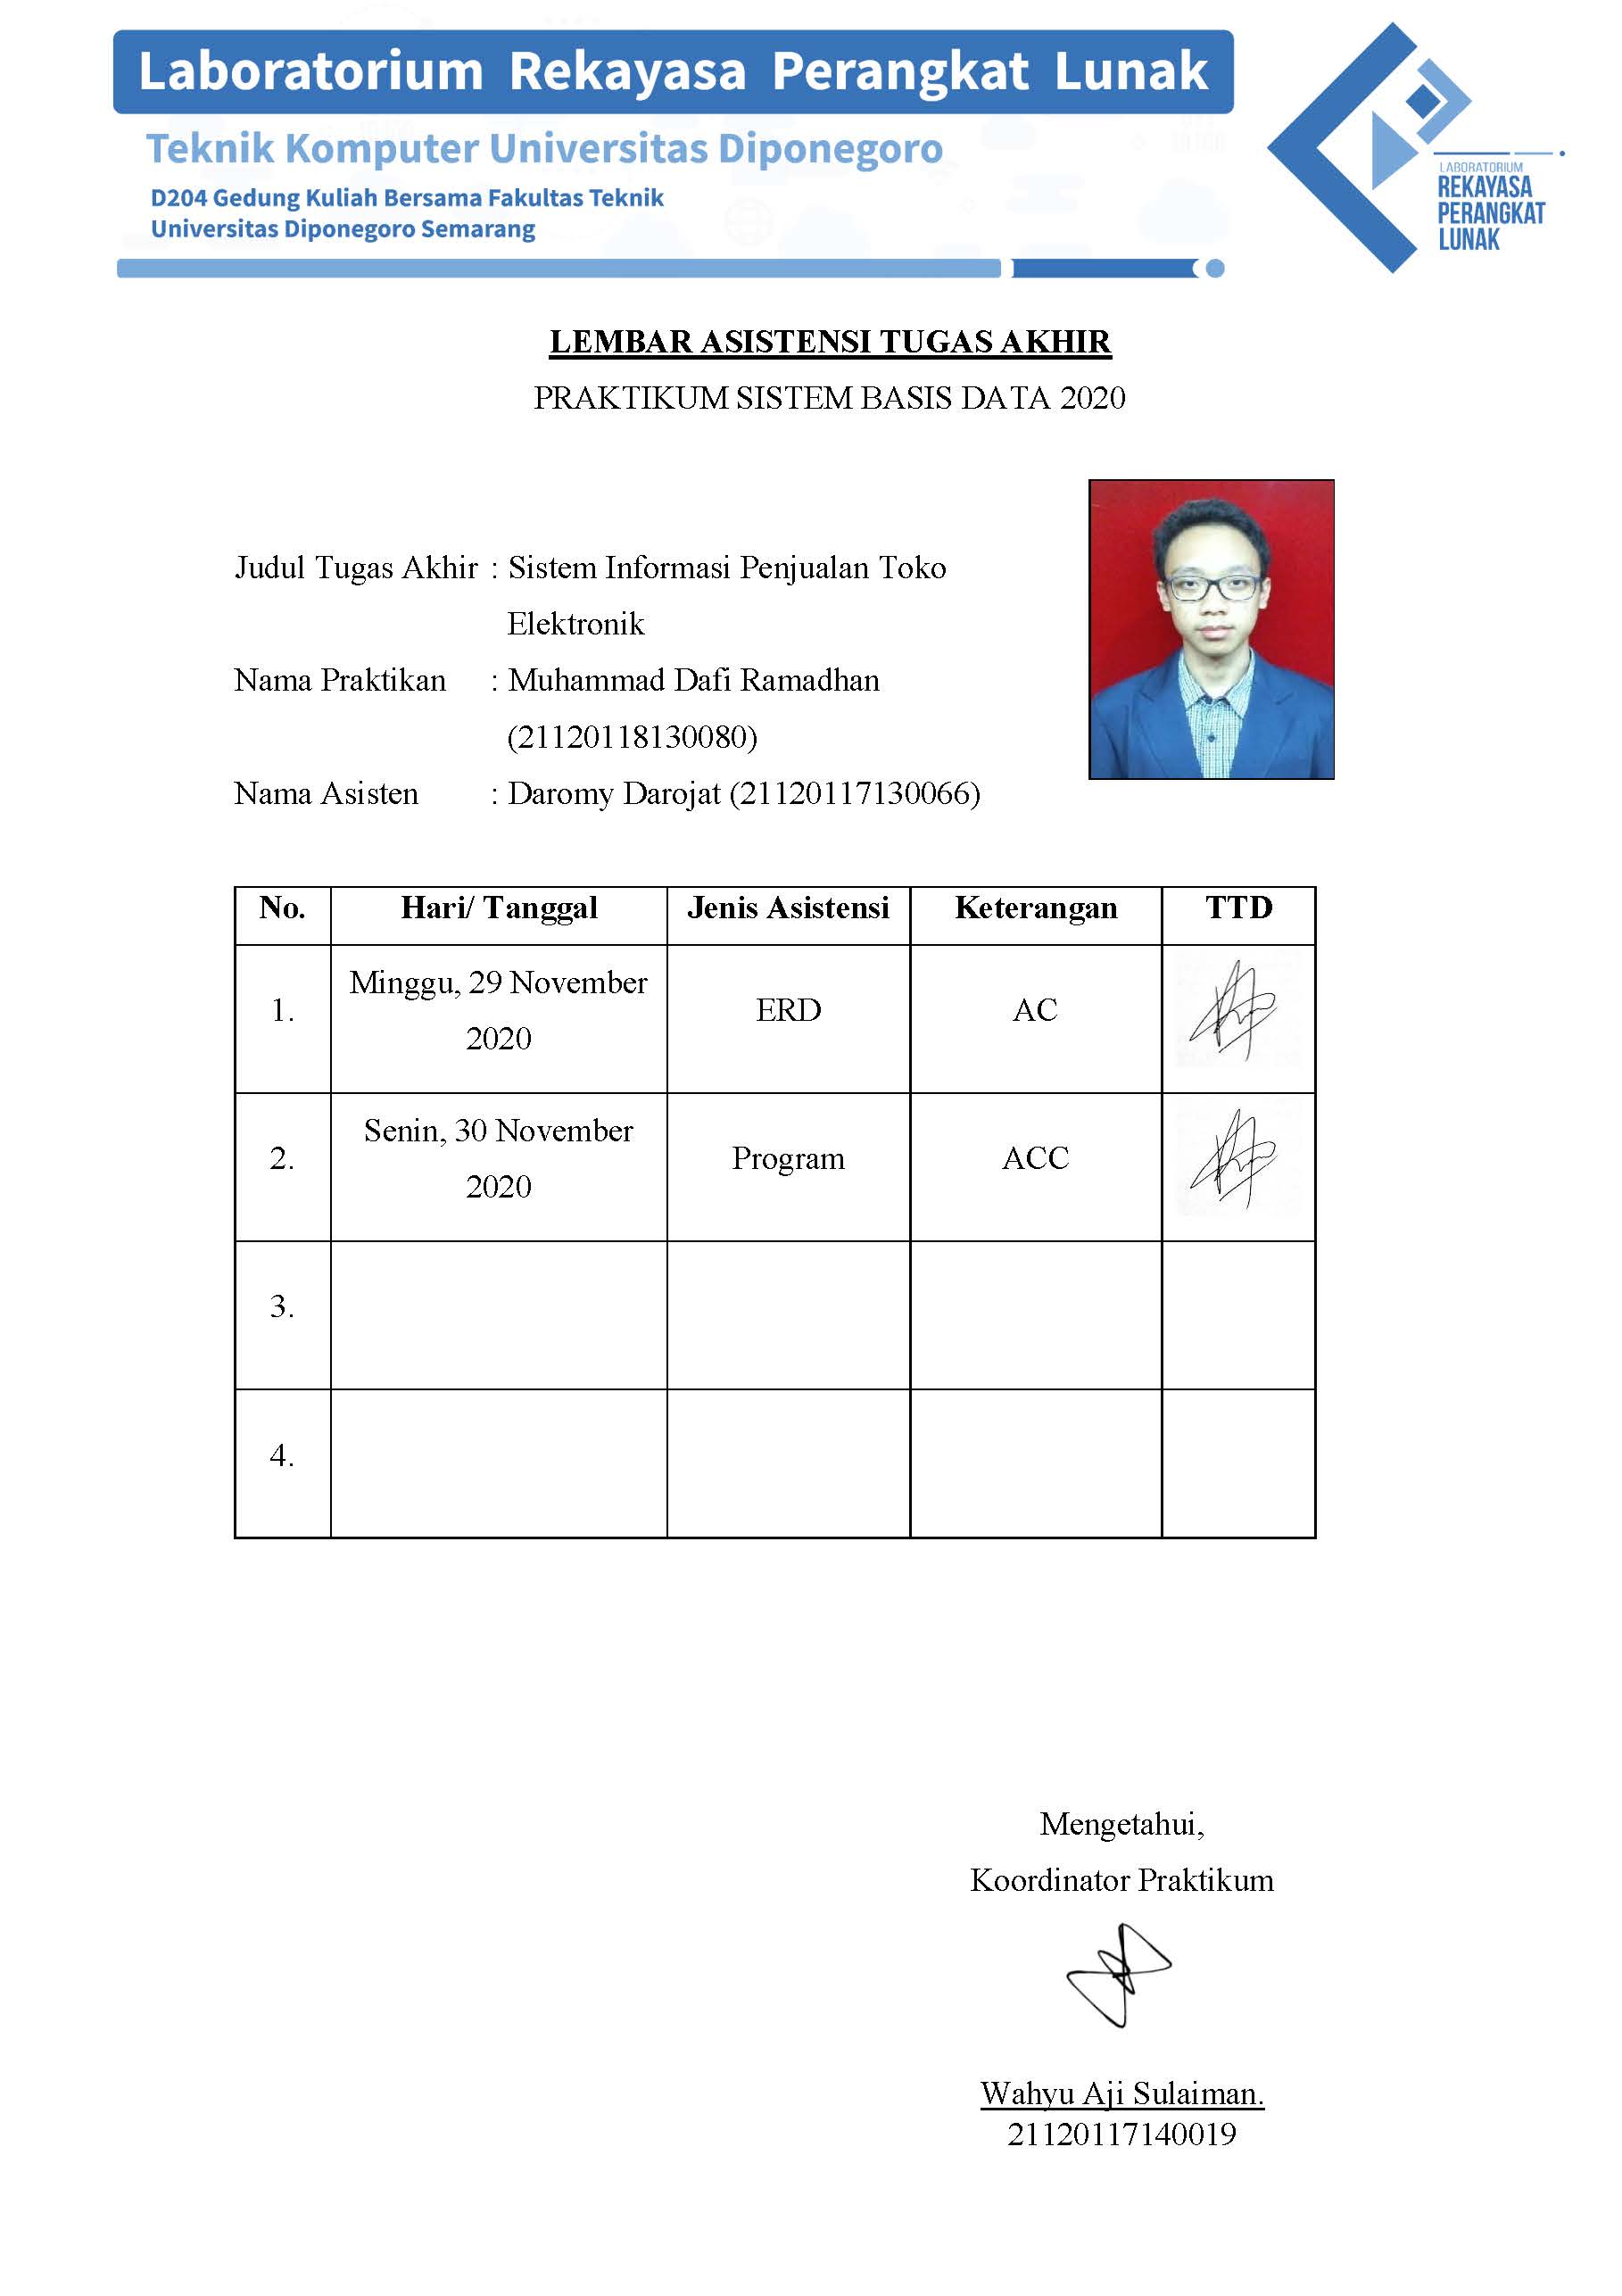 Laboratorium Rekayasa Perangkat Lunak
Teknik Komputer Universitas Diponegoro
D204 Gedung Kuliah Bersama Fakultas Teknik
Universitas Diponegoro Semarang
LABORATORIUM
REKAYASA
PERANGKAT
LUNAK
LEMBAR ASISTENSI TUGAS AKHIR
PRAKTIKUM SISTEM BASIS DATA 2020
Judul Tugas Akhir : Sistem Informasi Penjualan Toko
Elektronik
Nama Praktikan : Muhammad Dafi Ramadhan
(21120118130080)
Nama Asisten : Daromy Darojat (21120117130066)
No. Hari/ Tanggal Jenis Asistensi Keterangan TTD
1. Minggu, 29 November 2020 ERD AC
2. Senin, 30 November 2020 Program ACC
3.
4.
Mengetahui,
Koordinator Praktikum
Wahyu Aji Sulaiman.
21120117140019